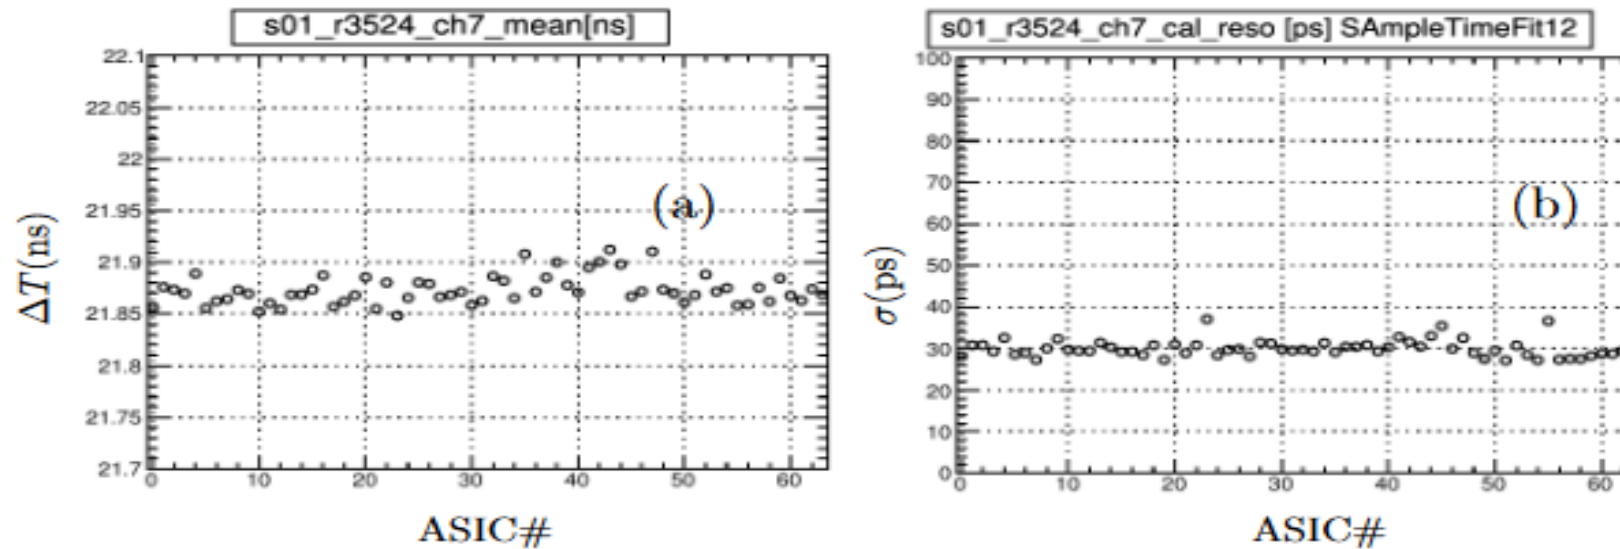 s01_r3524_ch7_mean[ns]
22.1
22.05
22
21.95
21.9
21.85
21.8
21.75
21.7
0 10 20 30 40 50 60
ΔT(ns)
(a)
ASIC#
s01_r3524_ch7_cal_reso [ps] SAmpleTimeFit12
100
90
80
70
60
50
40
30
20
10
0
0 10 20 30 40 50 60
σ(ps)
(b)
ASIC#